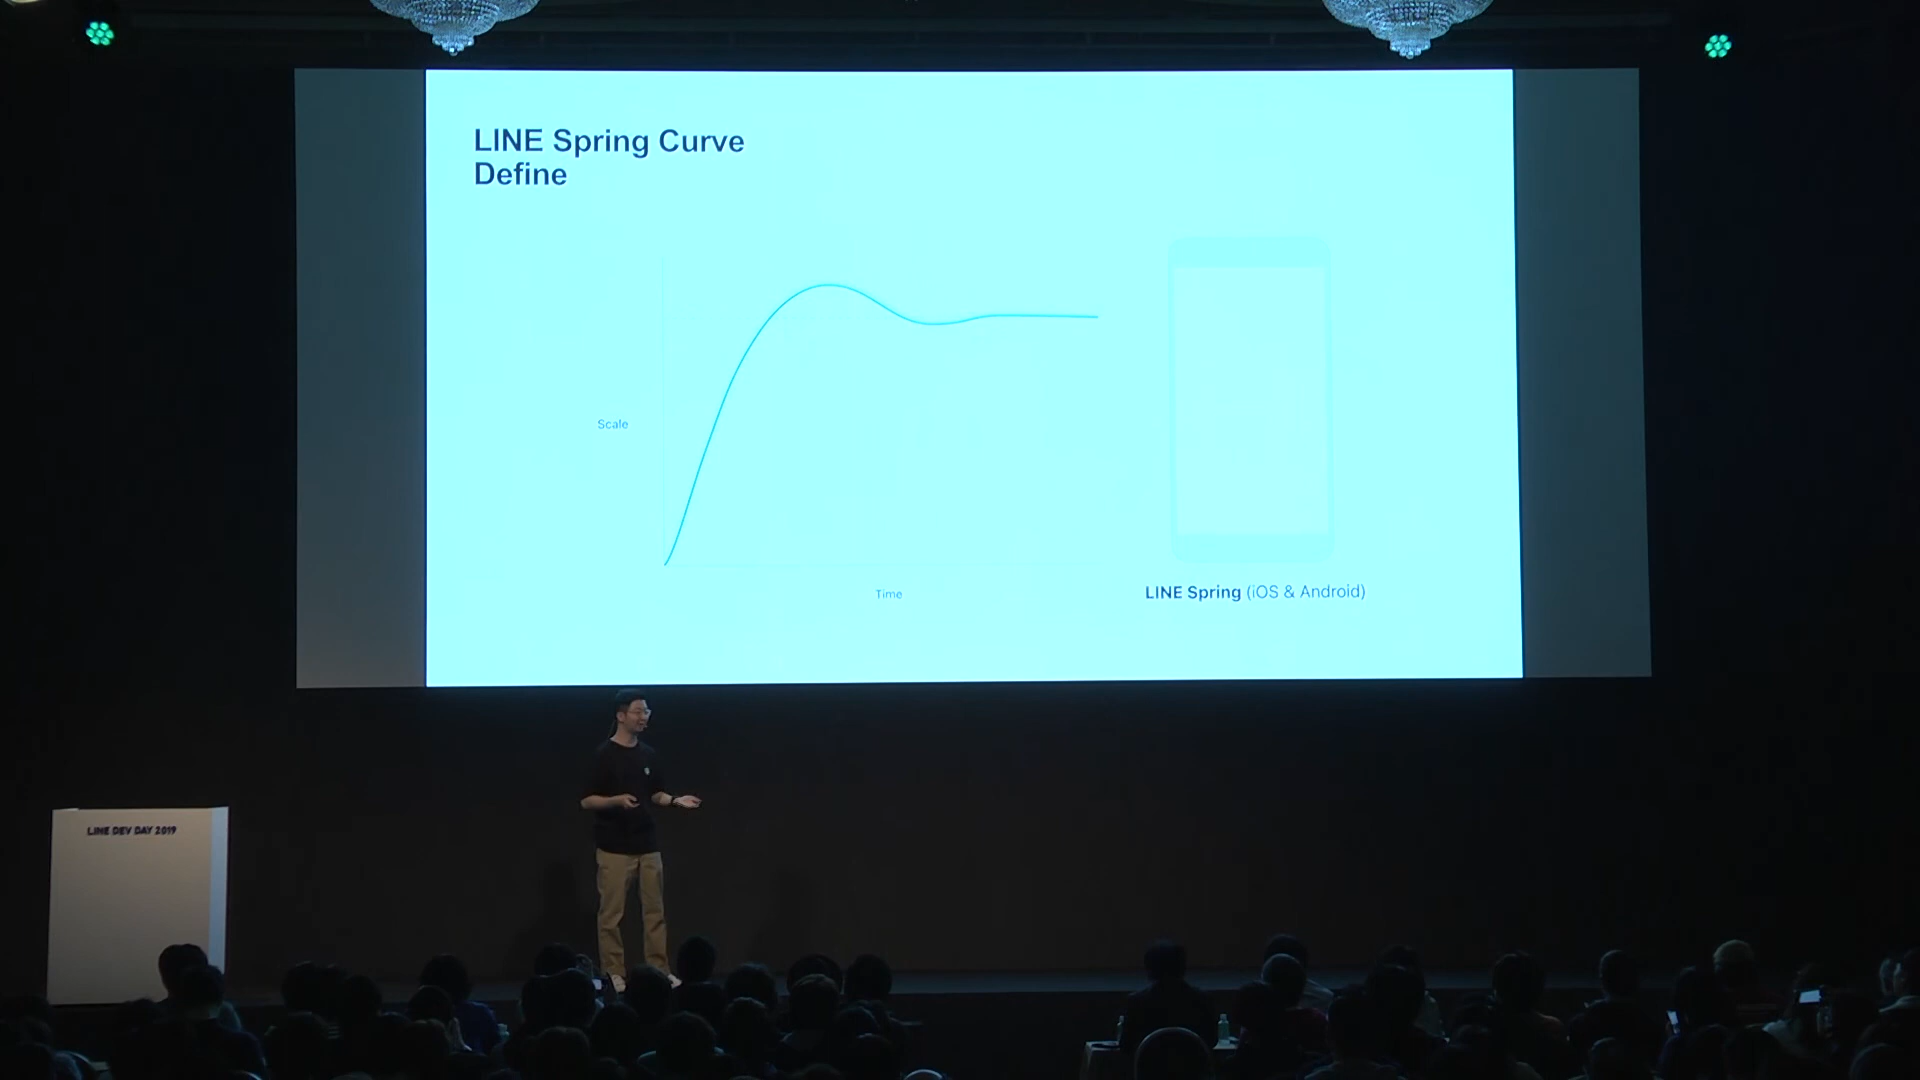 LINE Spring Curve
Define
Scale
Time
LINE Spring (iOS & Android)
LINE DEV DAY 2019